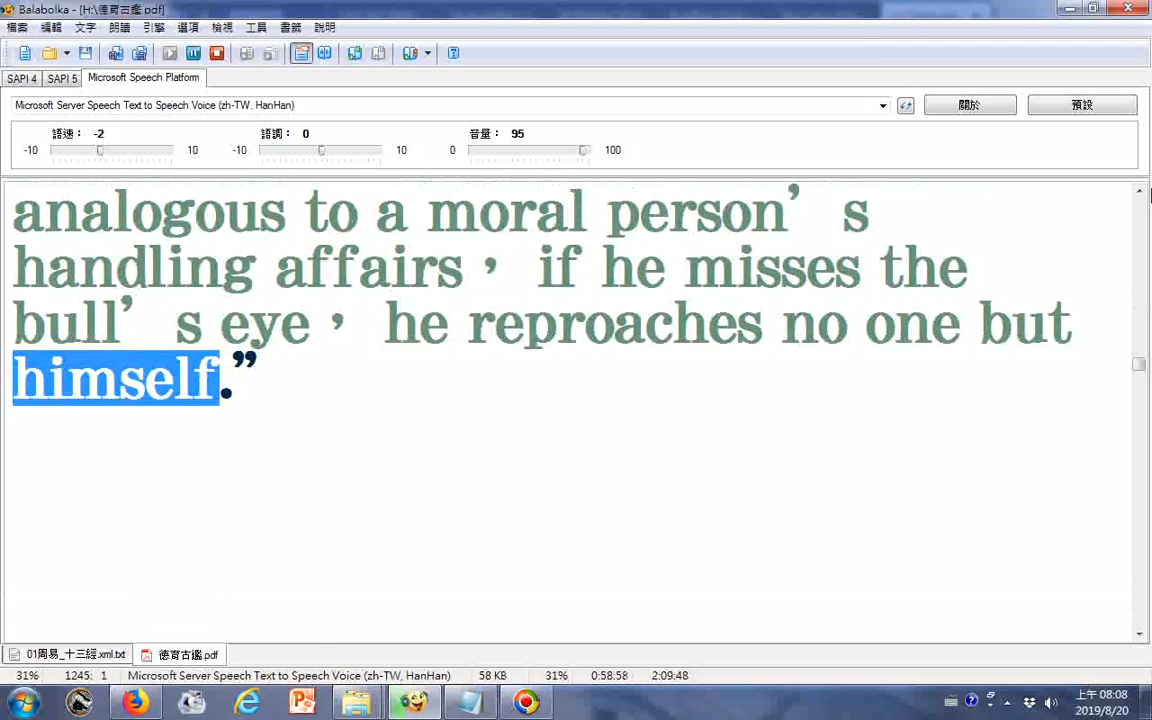 Balabolka - [H:\德育古鑑.pdf]
檔案 編輯 文字 朗讀 引擎 選項 檢視 工具 書籤 說明
SAPI 4 SAPI 5 Microsoft Speech Platform
Microsoft Server Speech Text to Speech Voice (zh-TW, HanHan) 關於 預設
語速： -2 語調： 0 音量： 95
-10 10 -10 10 0 100
analogous to a moral person’s
handling affairs，if he misses the
bull’s eye，he reproaches no one but
himself.”
01周易_十三經.xml.txt 德育古鑑.pdf
31% 1245: 1 Microsoft Server Speech Text to Speech Voice (zh-TW, HanHan) 58 KB 31% 0:58:58 2:09:48
上午 08:08
2019/8/20